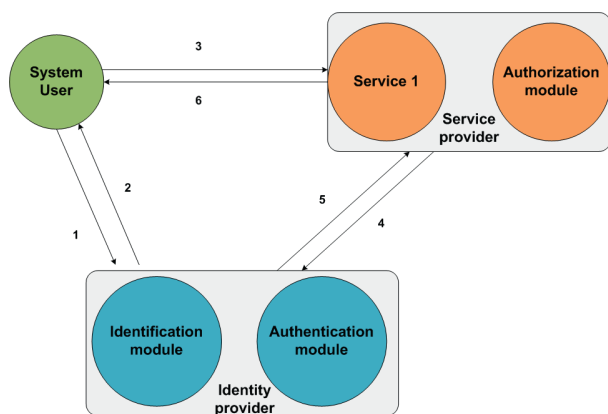 System
User
3
6
Service 1
Authorization
module
Service
provider
1
2
5
4
Identification
module
Authentication
module
Identity
provider